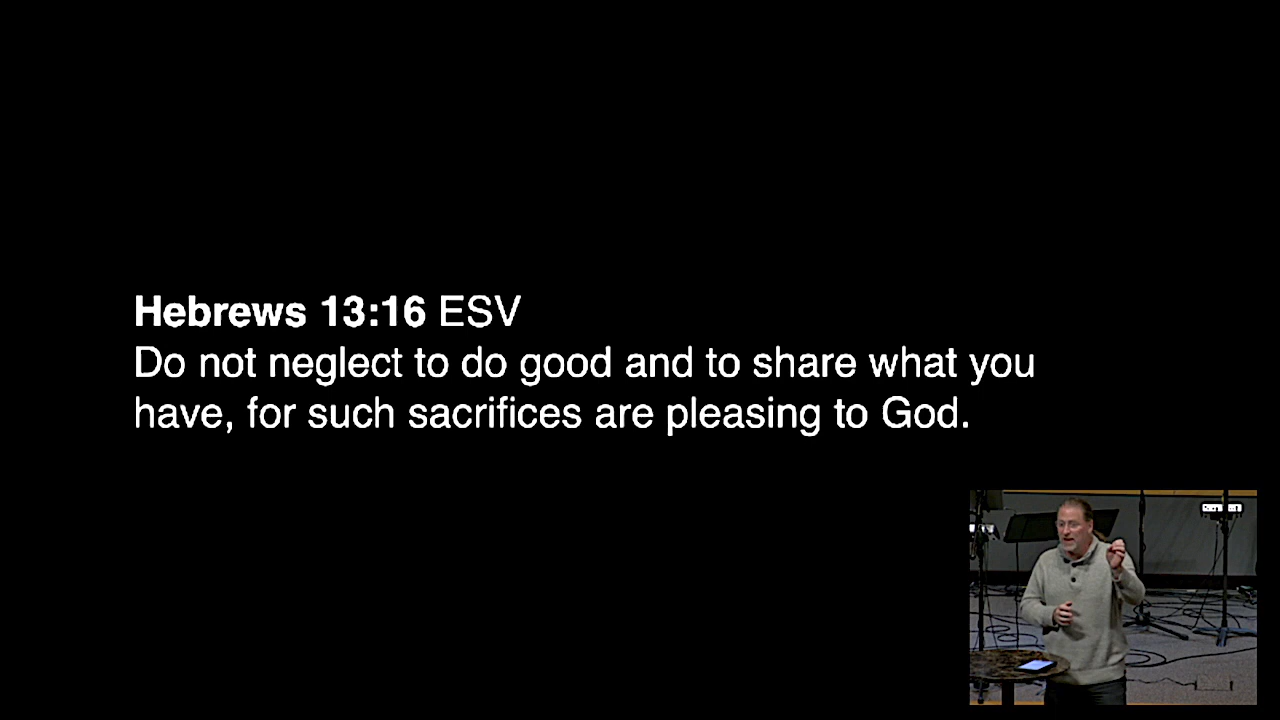 Hebrews 13:16 ESV
Do not neglect to do good and to share what you
have, for such sacrifices are pleasing to God.